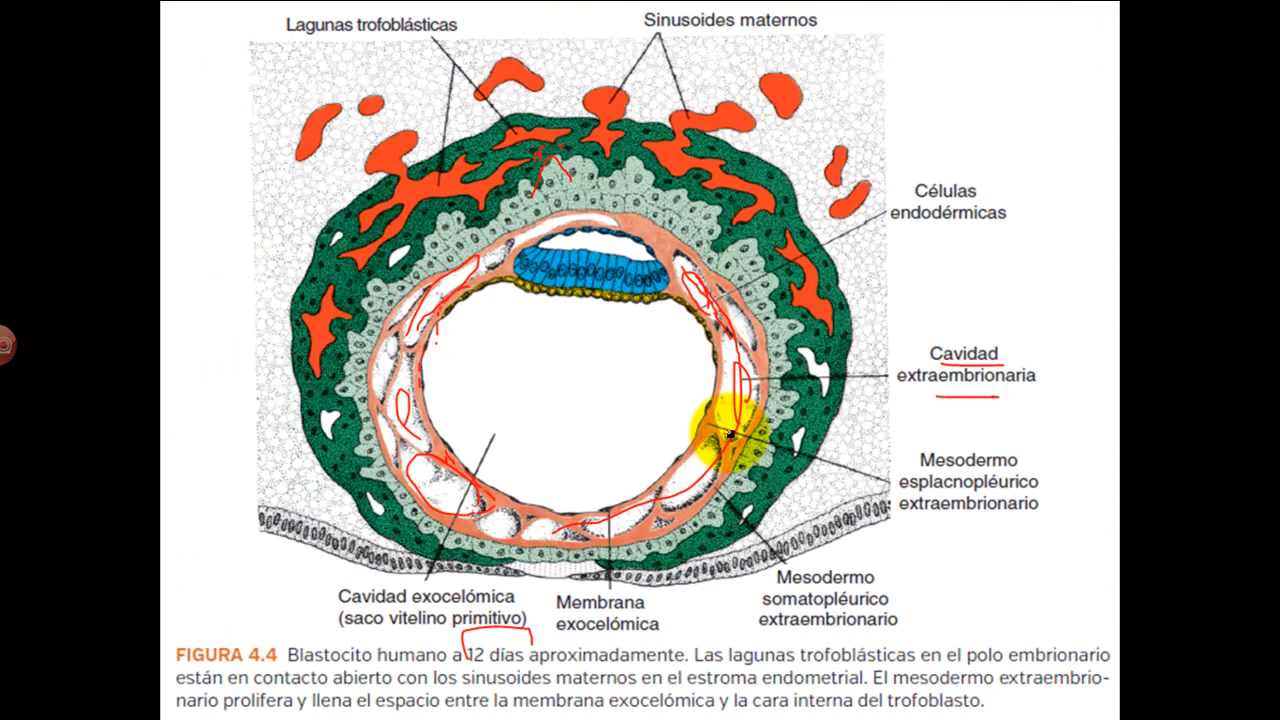 Lagunas trofoblásticas
Sinusoides maternos
Células
endodérmicas
Cavidad
extraembrionaria
Mesodermo
esplacnopléurico
extraembrionario
Mesodermo
somatopléurico
extraembrionario
Cavidad exocelómica
(saco vitelino primitivo)
Membrana
exocelómica
FIGURA 4.4 Blastocito humano a 12 días aproximadamente. Las lagunas trofoblásticas en el polo embrionario
están en contacto abierto con los sinusoides maternos en el estroma endometrial. El mesodermo extraembrio-
nario prolifera y llena el espacio entre la membrana exocelómica y la cara interna del trofoblasto.